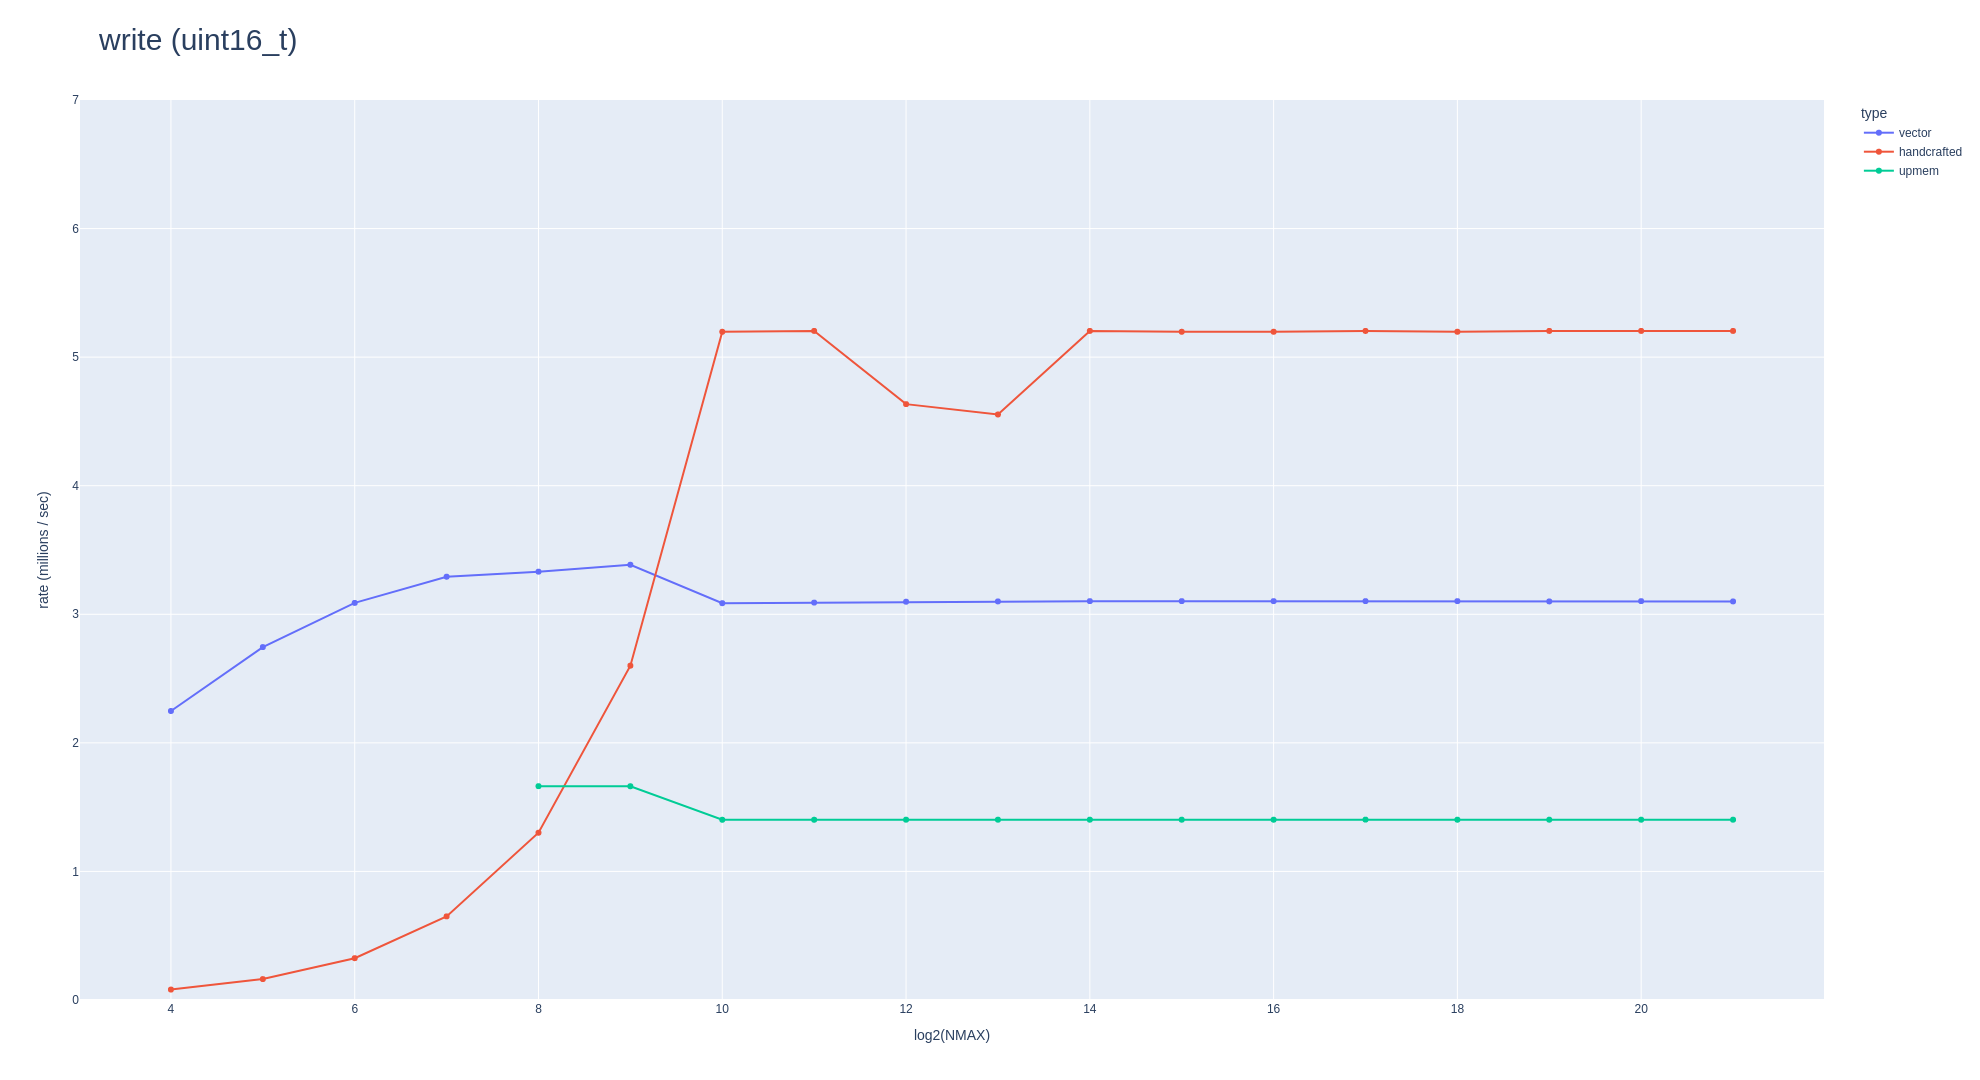 write (uint16_t)
type
vector
handcrafted
upmem
rate (millions / sec)
7
6
5
4
3
2
1
0
4 6 8 10 12 14 16 18 20
log2(NMAX)